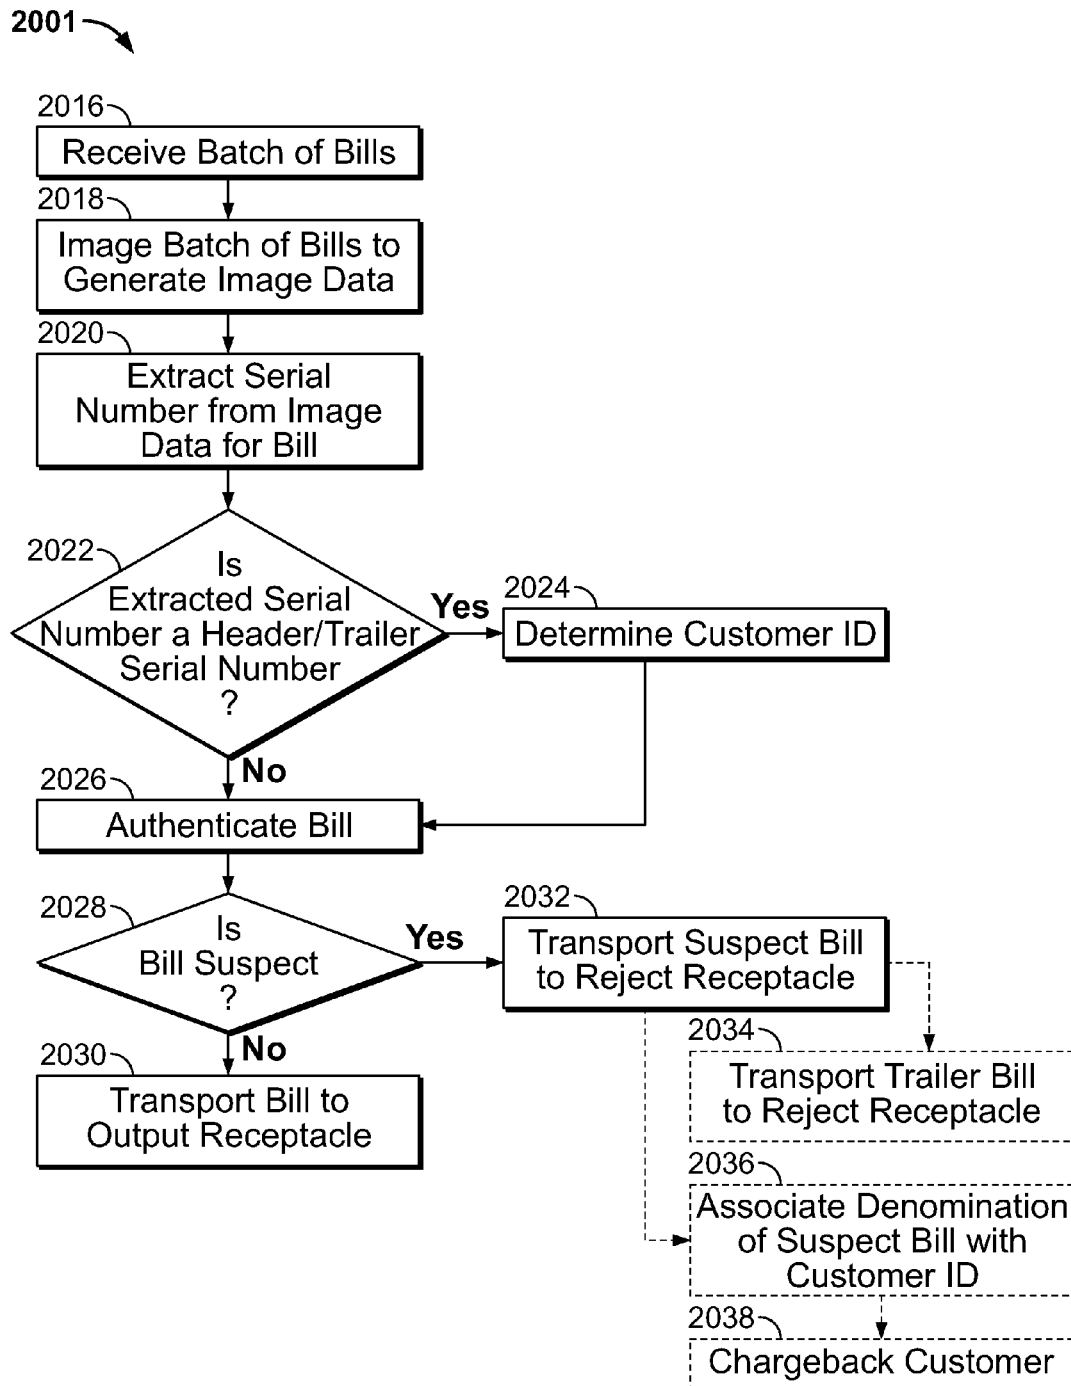 2001
2016
Receive Batch of Bills
2018
Image Batch of Bills to
Generate Image Data
2020
Extract Serial
Number from Image
Data for Bill
2022
Is
Extracted Serial
Number a Header/Trailer
Serial Number
?
Yes
2024
Determine Customer ID
No
2026
Authenticate Bill
2028
Is
Bill Suspect
?
Yes
2032
Transport Suspect Bill
to Reject Receptacle
No
2030
Transport Bill to
Output Receptacle
2034
Transport Trailer Bill
to Reject Receptacle
2036
Associate Denomination
of Suspect Bill with
Customer ID
2038
Chargeback Customer